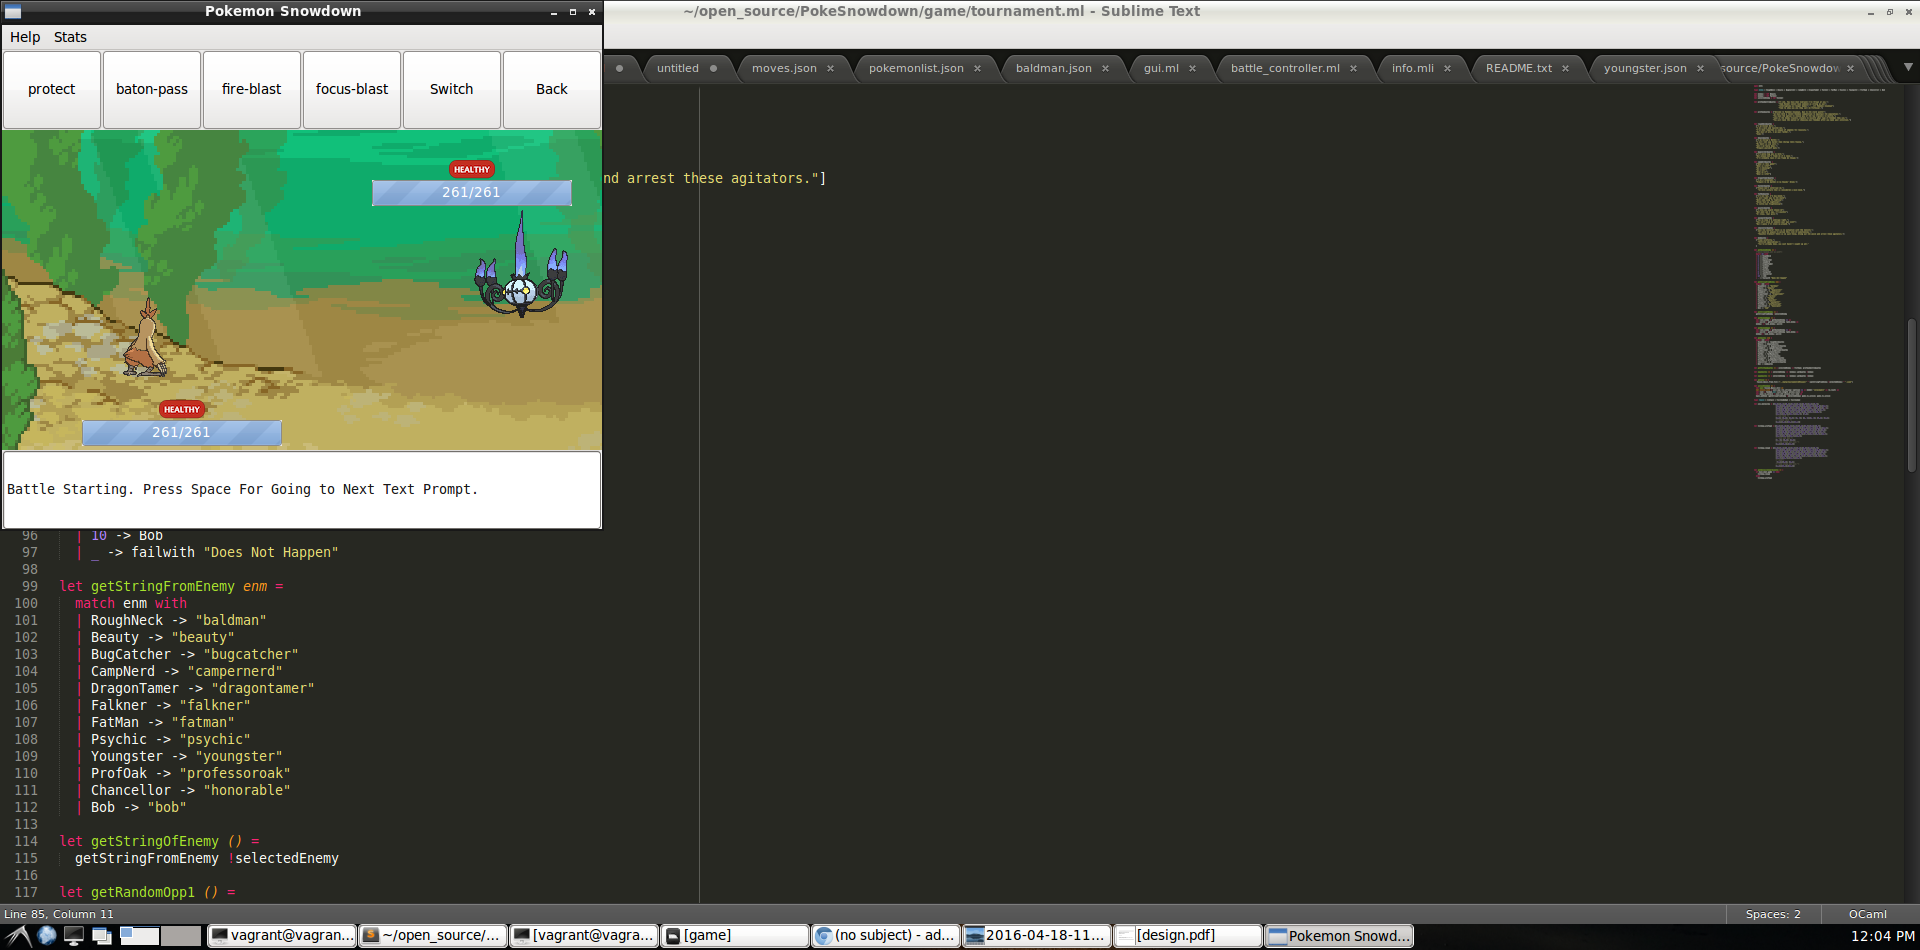 Pokemon Snowdown
~/open_source/PokeSnowdown/game/tournament.ml - Sublime Text
Help Stats
untitled moves.json pokemonlist.json baldman.json gui.ml battle_controller.ml info.mli README.txt youngster.json source/PokeSnowdow
protect baton-pass fire-blast focus-blast Switch Back
HEALTHY
nd arrest these agitators."]
261/261
HEALTHY
261/261
Battle Starting. Press Space For Going to Next Text Prompt.
96 | 10 -> Bob
97 | _ -> failwith "Does Not Happen"
98
99 let getStringFromEnemy enm =
100 match enm with
101 | RoughNeck -> "baldman"
102 | Beauty -> "beauty"
103 | BugCatcher -> "bugcatcher"
104 | CampNerd -> "campernerd"
105 | DragonTamer -> "dragontamer"
106 | Falkner -> "falkner"
107 | FatMan -> "fatman"
108 | Psychic -> "psychic"
109 | Youngster -> "youngster"
110 | ProfOak -> "professoroak"
111 | Chancellor -> "honorable"
112 | Bob -> "bob"
113
114 let getStringOfEnemy () =
115 getStringFromEnemy !selectedEnemy
116
117 let getRandomOpp1 () =
Line 85, Column 11 Spaces: 2 OCaml
vagrant@vagran... ~/open_source/... [vagrant@vagra... [game] (no subject) - ad... 2016-04-18-11... [design.pdf] Pokemon Snowd... 12:04 PM